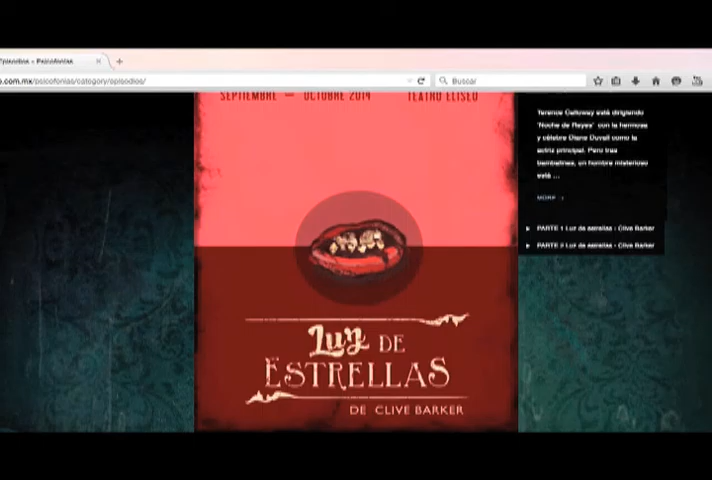 Episodios – Psicofonías
.com.mx/psicofonias/category/episodios/
Buscar
SEPTIEMBRE — OCTUBRE 2014 TEATRO ELISEO
Terence Calloway está dirigiendo
"Noche de Reyes" con la hermosa
y célebre Diane Duvall como la
actriz principal. Pero tras
bambalinas, un hombre misterioso
está ...
MORE
PARTE 1 Luz de estrellas - Clive Barker
PARTE 2 Luz de estrellas - Clive Barker
Luz DE
ESTRELLAS
DE CLIVE BARKER